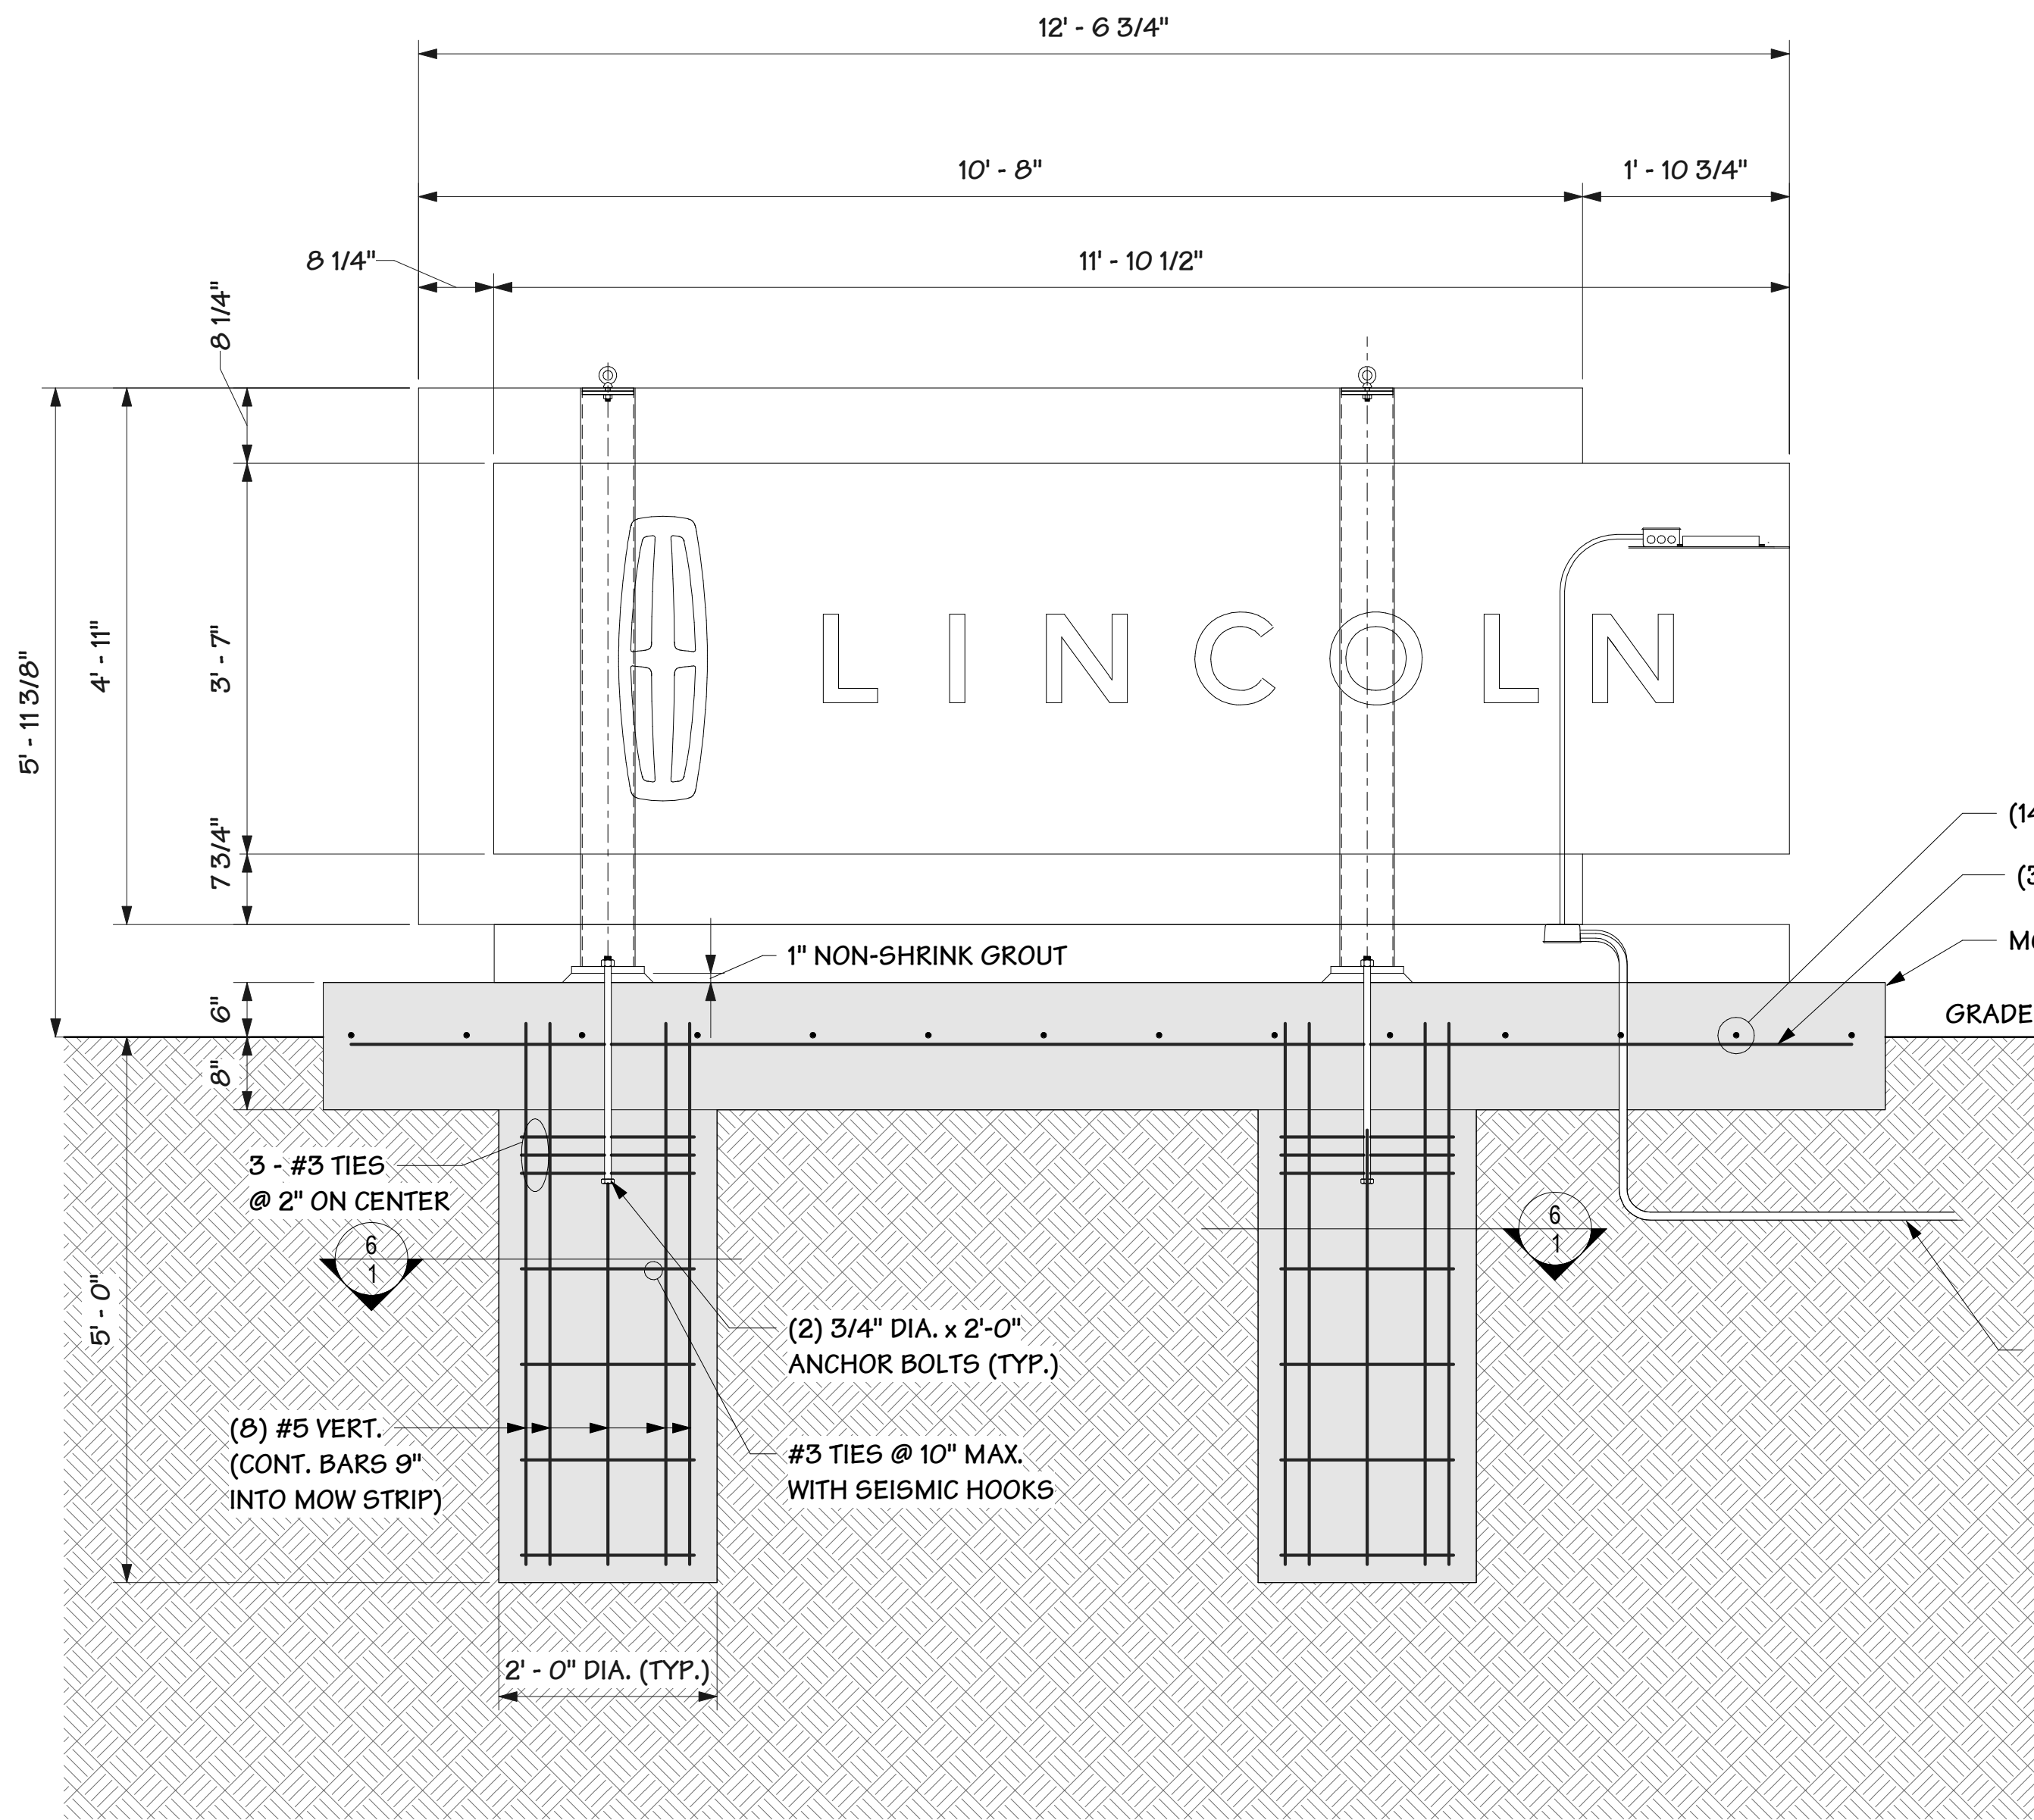 12' - 6 3/4"
10' - 8"
1' - 10 3/4"
8 1/4"
11' - 10 1/2"
8 1/4"
5' - 11 3/8"
4' - 11"
3' - 7"
7 3/4"
LINCOLN
(14
(3
1" NON-SHRINK GROUT
6"
GRADE
8"
3 - #3 TIES
@ 2" ON CENTER
6
1
6
1
5' - 0"
(2) 3/4" DIA. x 2'-0"
ANCHOR BOLTS (TYP.)
(8) #5 VERT.
(CONT. BARS 9"
INTO MOW STRIP)
#3 TIES @ 10" MAX.
WITH SEISMIC HOOKS
2' - 0" DIA. (TYP.)